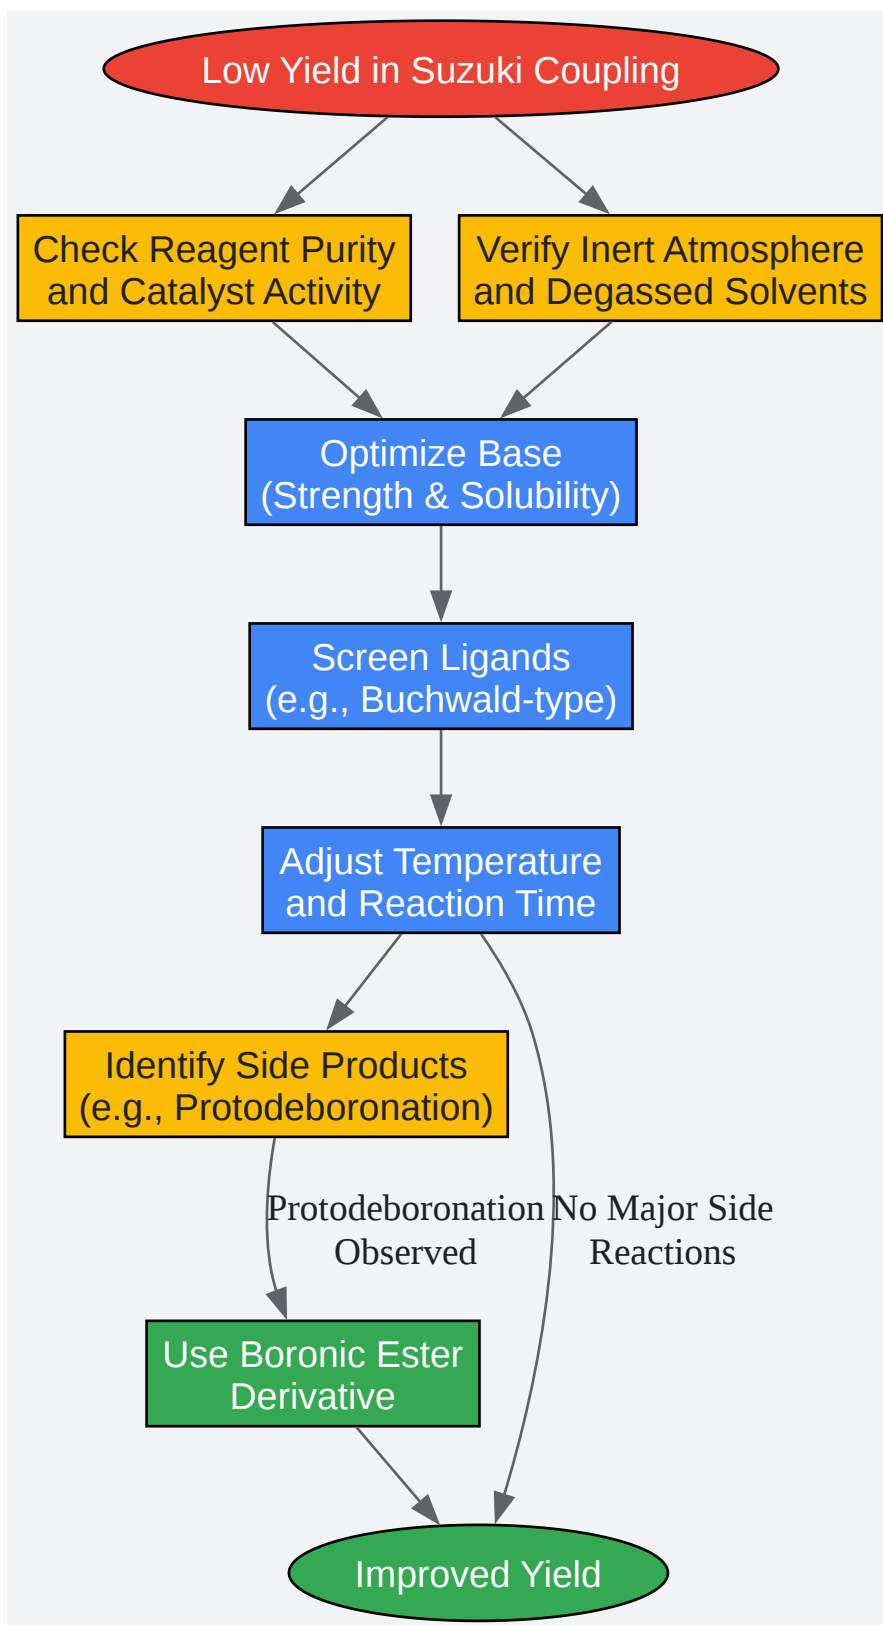 Low Yield in Suzuki Coupling
Check Reagent Purity
and Catalyst Activity
Verify Inert Atmosphere
and Degassed Solvents
Optimize Base
(Strength & Solubility)
Screen Ligands
(e.g., Buchwald-type)
Adjust Temperature
and Reaction Time
Identify Side Products
(e.g., Protodeboronation)
Protodeboronation
Observed
No Major Side
Reactions
Use Boronic Ester
Derivative
Improved Yield